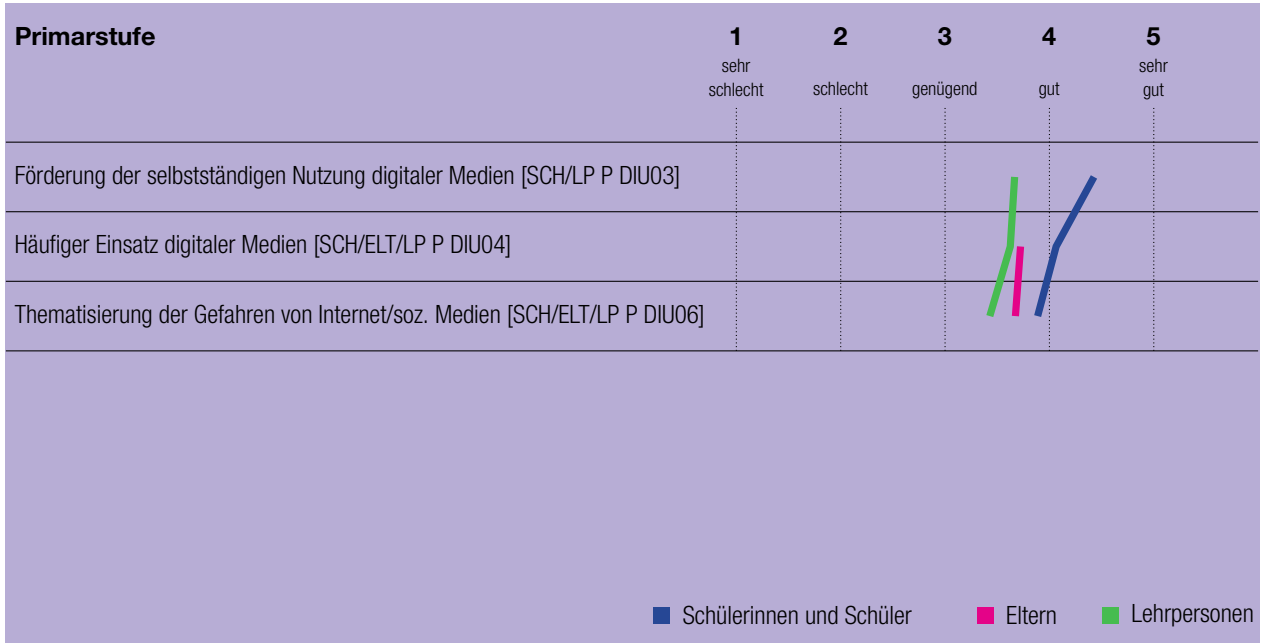 Primarstufe 1 2 3 4 5
sehr sehr
schlecht schlecht genügend gut gut
Förderung der selbstständigen Nutzung digitaler Medien [SCH/LP P DIU03]
Häufiger Einsatz digitaler Medien [SCH/ELT/LP P DIU04]
Thematisierung der Gefahren von Internet/soz. Medien [SCH/ELT/LP P DIU06]
Schülerinnen und Schüler Eltern Lehrpersonen